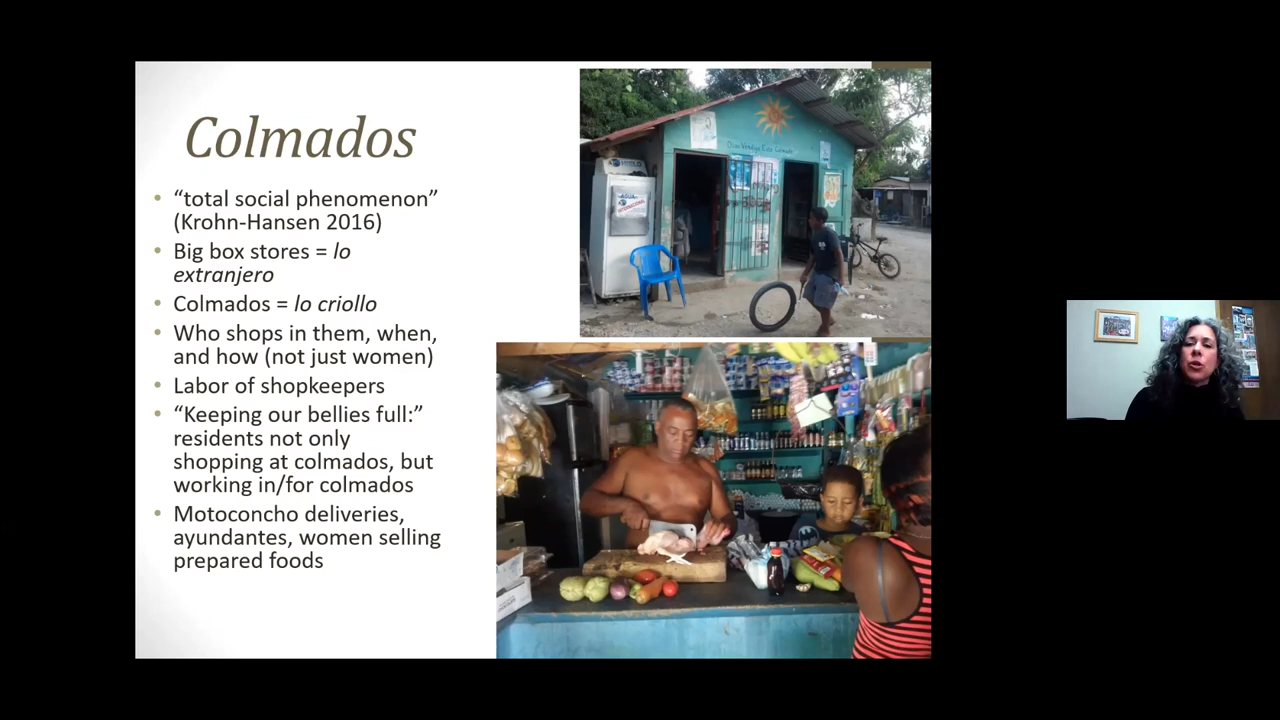 Colmados
• “total social phenomenon”
(Krohn-Hansen 2016)
• Big box stores = lo
extranjero
• Colmados = lo criollo
• Who shops in them, when,
and how (not just women)
• Labor of shopkeepers
• “Keeping our bellies full:”
residents not only
shopping at colmados, but
working in/for colmados
• Motoconcho deliveries,
ayundantes, women selling
prepared foods
HIELO
AGUA